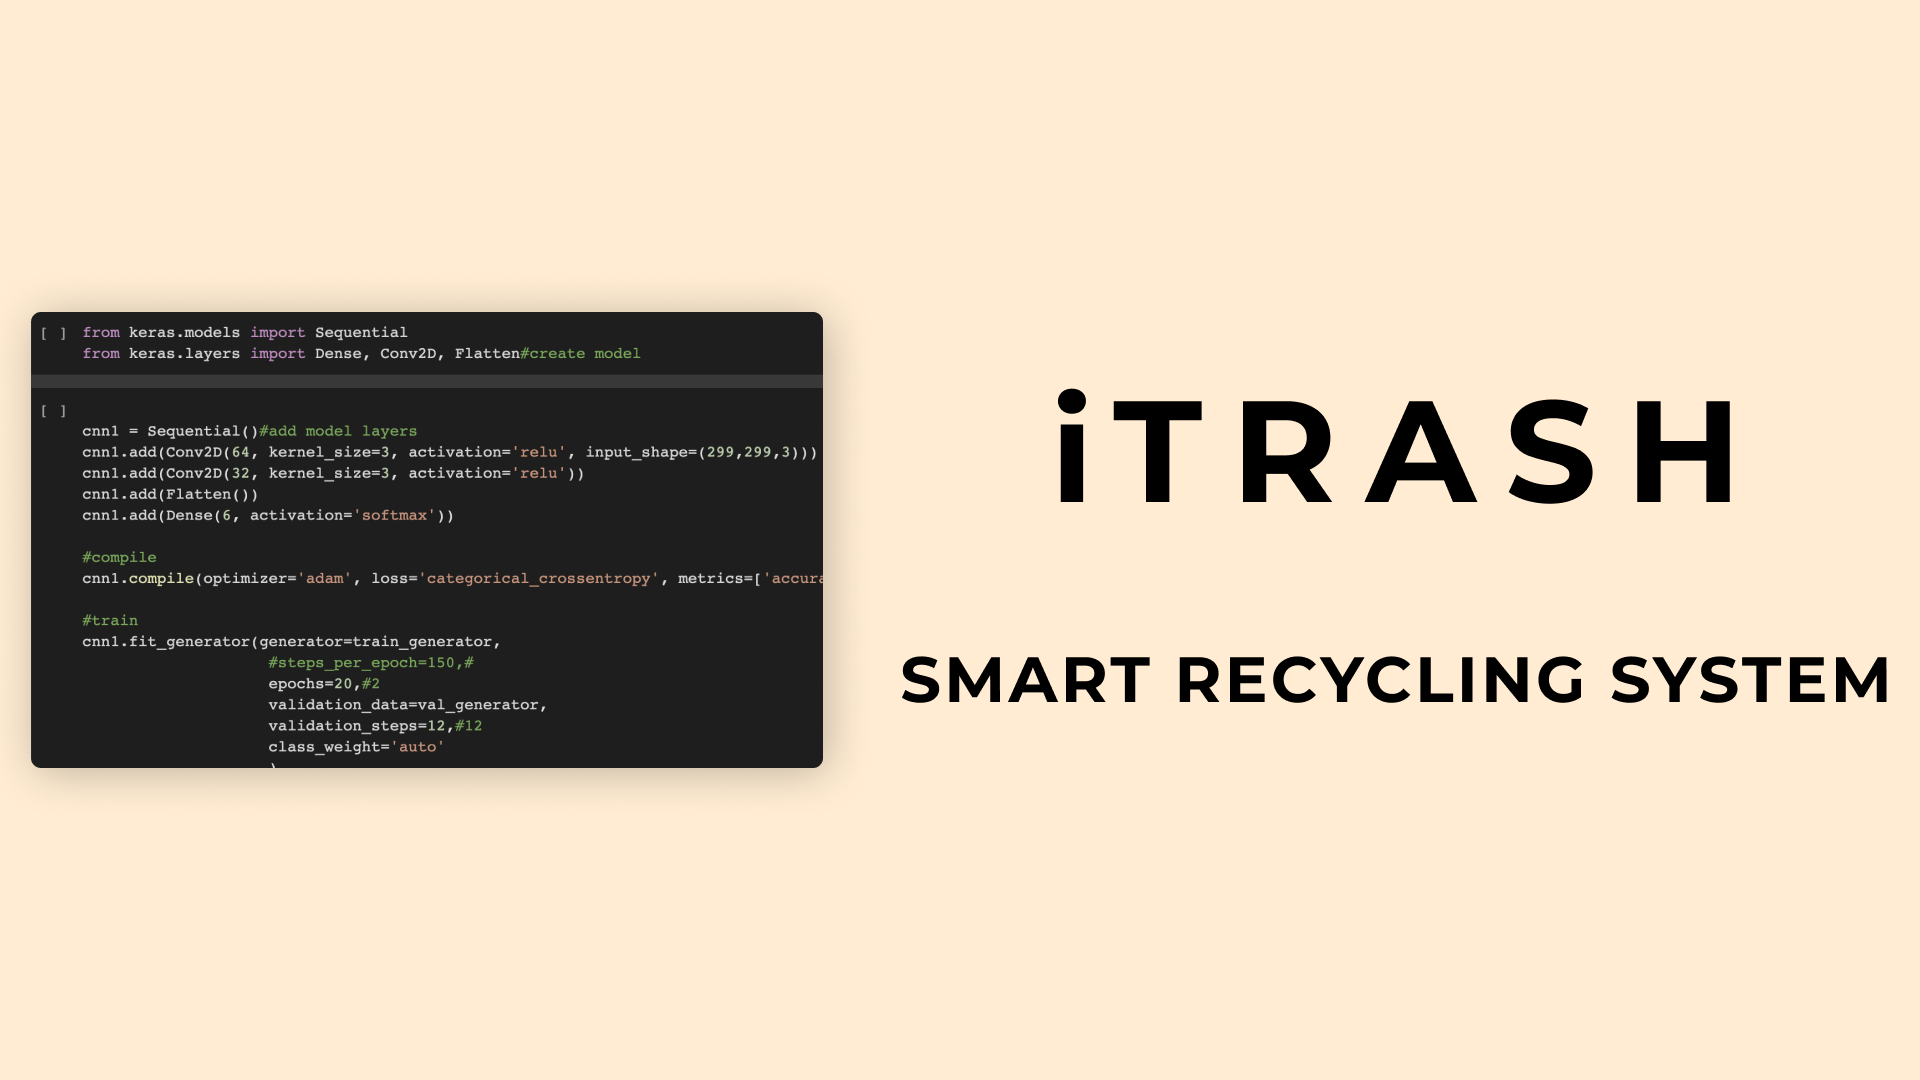 [ ] from keras.models import Sequential
from keras.layers import Dense, Conv2D, Flatten#create model
[ ]
cnn1 = Sequential()#add model layers
cnn1.add(Conv2D(64, kernel_size=3, activation='relu', input_shape=(299,299,3)))
cnn1.add(Conv2D(32, kernel_size=3, activation='relu'))
cnn1.add(Flatten())
cnn1.add(Dense(6, activation='softmax'))
#compile
cnn1.compile(optimizer='adam', loss='categorical_crossentropy', metrics=['accura
#train
cnn1.fit_generator(generator=train_generator,
#steps_per_epoch=150,#
epochs=20,#2
validation_data=val_generator,
validation_steps=12,#12
class_weight='auto'
)
iTRASH
SMART RECYCLING SYSTEM